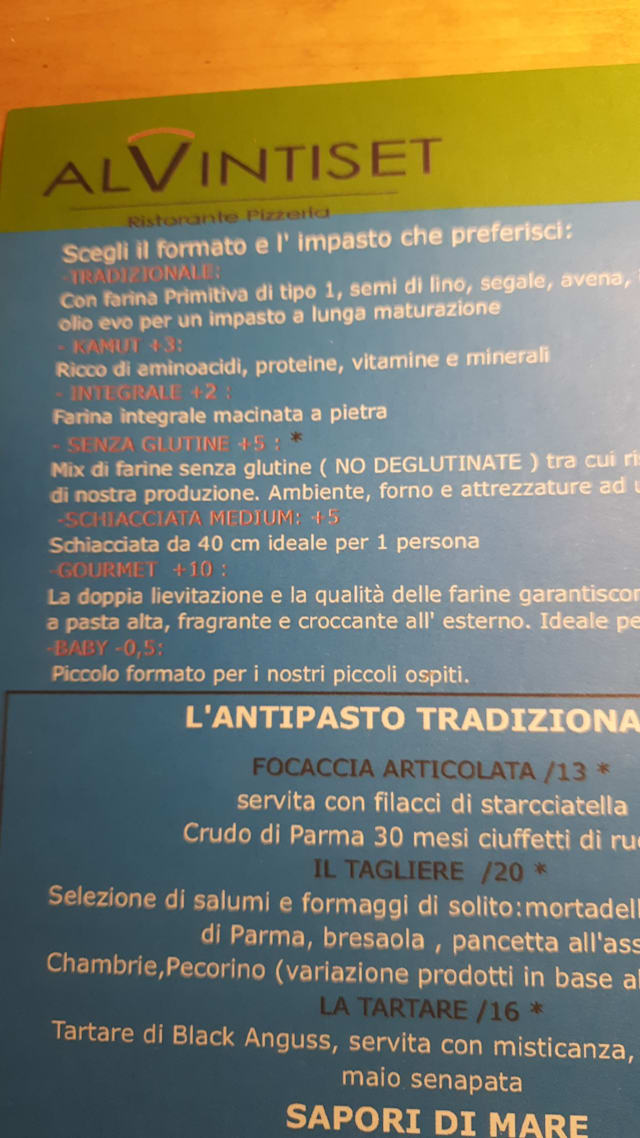 ALVINTISET
Ristorante Pizzeria
Scegli il formato e l' impasto che preferisci:
-TRADIZIONALE:
Con farina Primitiva di tipo 1, semi di lino, segale, avena,
olio evo per un impasto a lunga maturazione
- KAMUT +3:
Ricco di aminoacidi, proteine, vitamine e minerali
- INTEGRALE +2 :
Farina integrale macinata a pietra
- SENZA GLUTINE +5 : *
Mix di farine senza glutine ( NO DEGLUTINATE ) tra cui
di nostra produzione. Ambiente, forno e attrezzature ad
-SCHIACCIATA MEDIUM: +5
Schiacciata da 40 cm ideale per 1 persona
-GOURMET +10 :
La doppia lievitazione e la qualità delle farine
a pasta alta, fragrante e croccante all' esterno. Ideale
-BABY -0,5:
Piccolo formato per i nostri piccoli ospiti.
L'ANTIPASTO
FOCACCIA ARTICOLATA /13 *
servita con filacci di starcciatella
Crudo di Parma 30 mesi ciuffetti di
IL TAGLIERE /20 *
Selezione di salumi e formaggi di solito:
di Parma, bresaola , pancetta
Chambrie,Pecorino (variazione prodotti in base
LA TARTARE /16 *
Tartare di Black Anguss, servita con misticanza,
maio senapata
SAPORI DI MARE